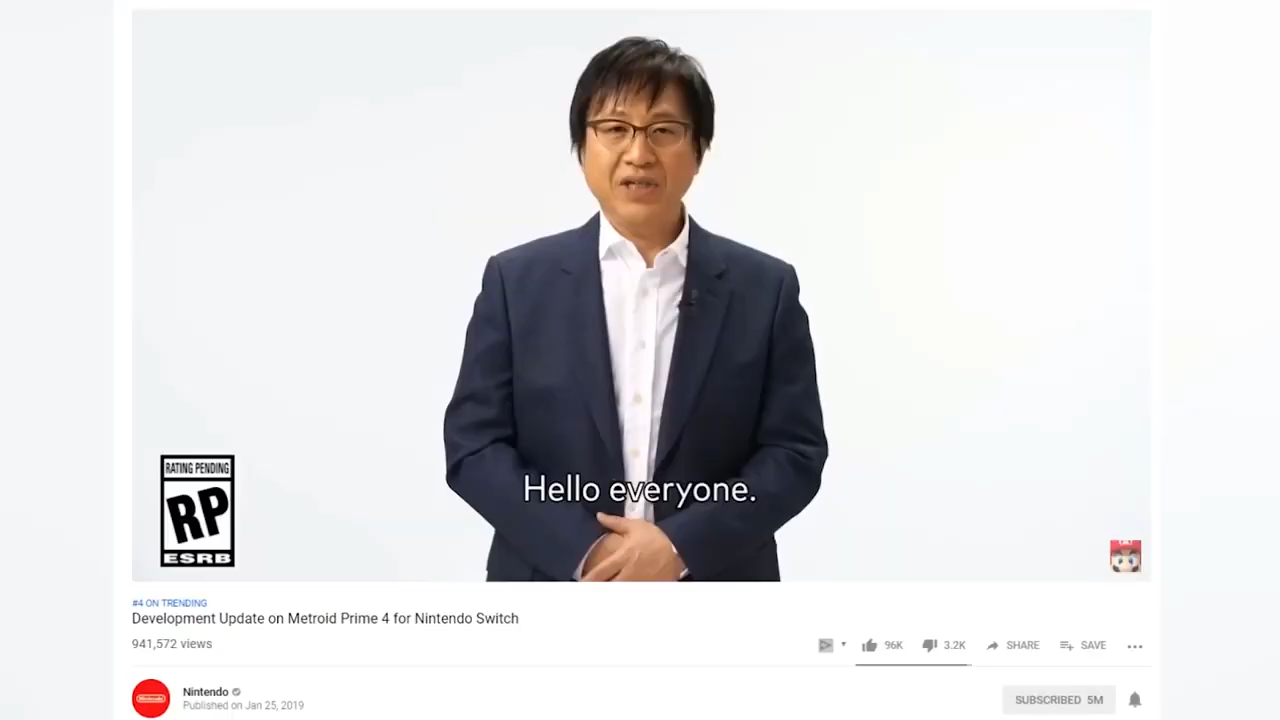 Hello everyone.
RATING PENDING
RP
ESRB
#4 ON TRENDING
Development Update on Metroid Prime 4 for Nintendo Switch
941,572 views
96K
3.2K
SHARE
SAVE
Nintendo
Nintendo
Published on Jan 25, 2019
SUBSCRIBED 5M